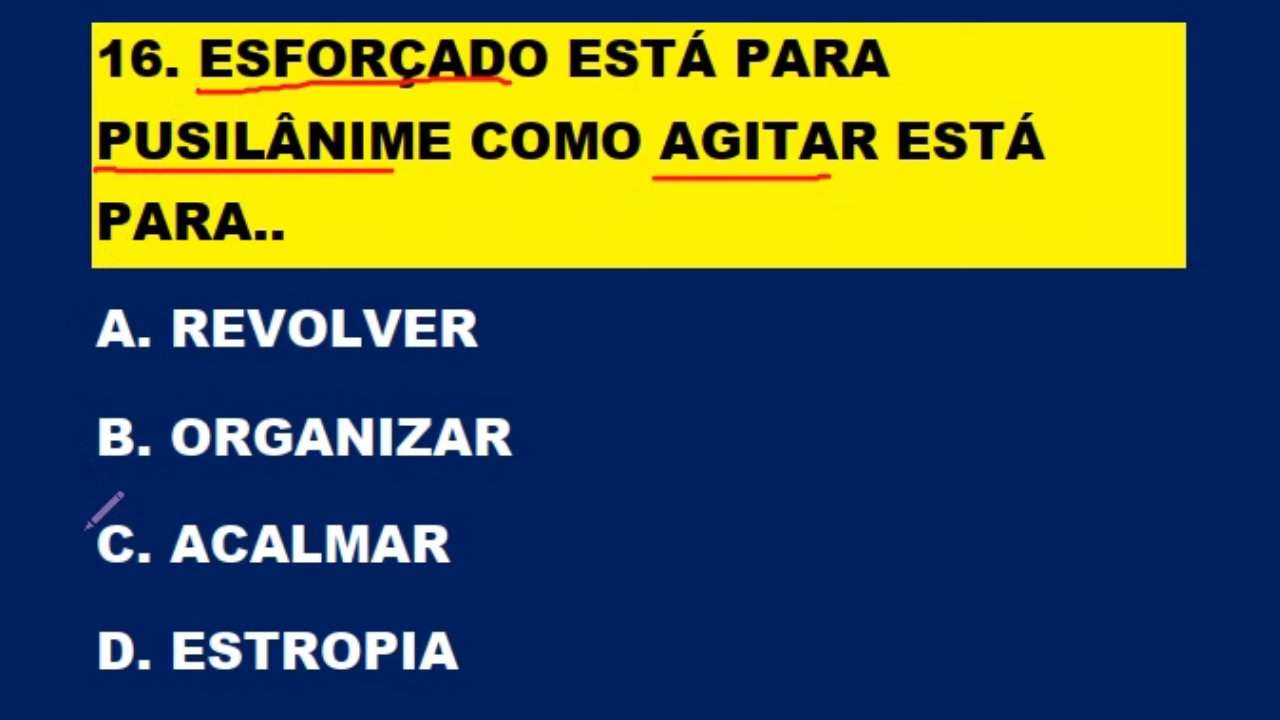 16. ESFORÇADO ESTÁ PARA
PUSILÂNIME COMO AGITAR ESTÁ
PARA..
A. REVOLVER
B. ORGANIZAR
C. ACALMAR
D. ESTROPIA